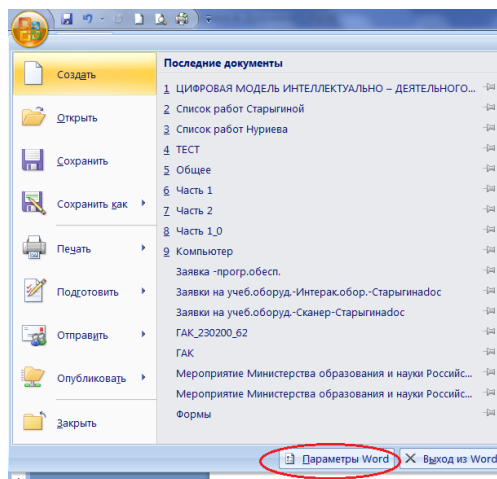 Последние документы
Создать
Открыть
Сохранить
Сохранить как
Печать
Подготовить
Отправить
Опубликовать
Закрыть
1 ЦИФРОВАЯ МОДЕЛЬ ИНТЕЛЛЕКТУАЛЬНО – ДЕЯТЕЛЬНОГО...
2 Список работ Старыгиной
3 Список работ Нуриева
4 ТЕСТ
5 Общее
6 Часть 1
7 Часть 2
8 Часть 1_0
9 Компьютер
Заявка -прогр.обесп.
Заявки на учеб.оборуд.-Интерак.обор.-Старыгинаdoc
Заявки на учеб.оборуд.-Сканер-Старыгинаdoc
ГАК_230200_62
ГАК
Мероприятие Министерства образования и науки Российс...
Мероприятие Министерства образования и науки Российс...
Формы
Параметры Word
Выход из Word